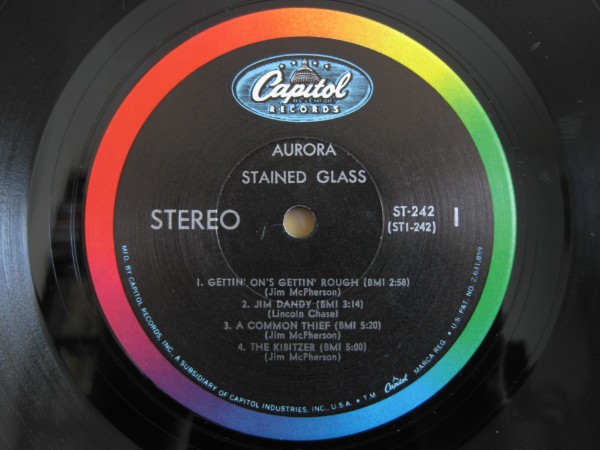 Capitol
RECORDS
AURORA
STAINED GLASS
STEREO
ST-242
(ST1-242)
1
1. GETTIN' ON'S GETTIN' ROUGH (BMI 2:58)
(Jim McPherson)
2. JIM DANDY (BMI 3:14)
(Lincoln Chase)
3. A COMMON THIEF (BMI 5:20)
(Jim McPherson)
4. THE KIBITZER (BMI 5:00)
(Jim McPherson)
MFD. BY CAPITOL RECORDS, INC., A SUBSIDIARY OF CAPITOL INDUSTRIES, INC., U.S.A. • T.M. Capitol MARCA REG. • U.S. PAT. NO. 2,631,859